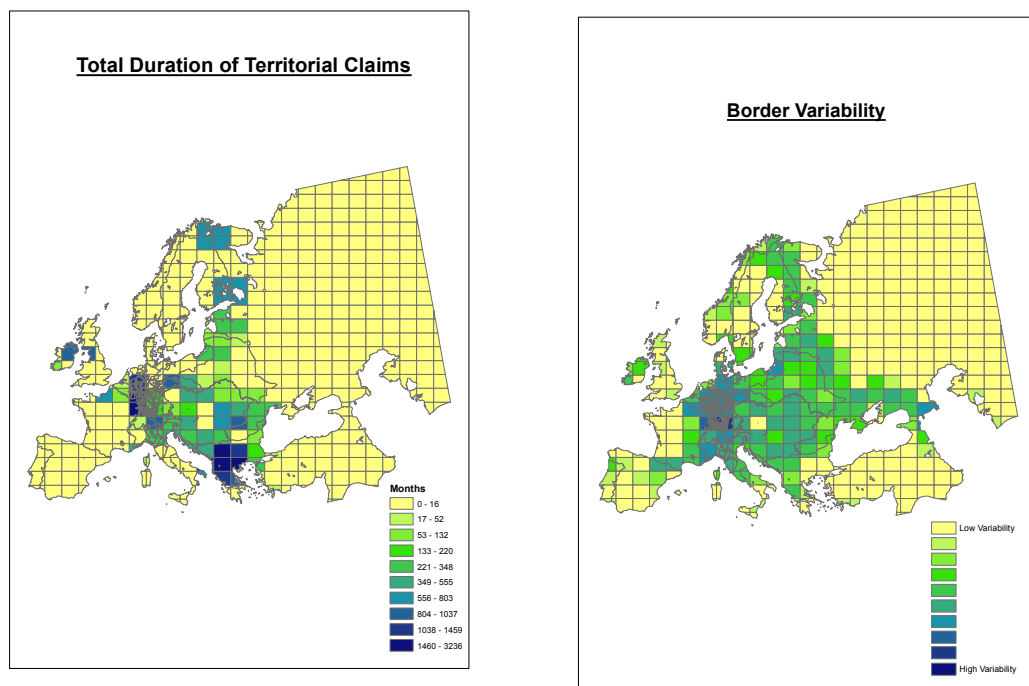 Total Duration of Territorial Claims
Months
0 - 16
17 - 52
53 - 132
133 - 220
221 - 348
349 - 555
556 - 803
804 - 1037
1038 - 1459
1460 - 3236
Border Variability
Low Variability
High Variability